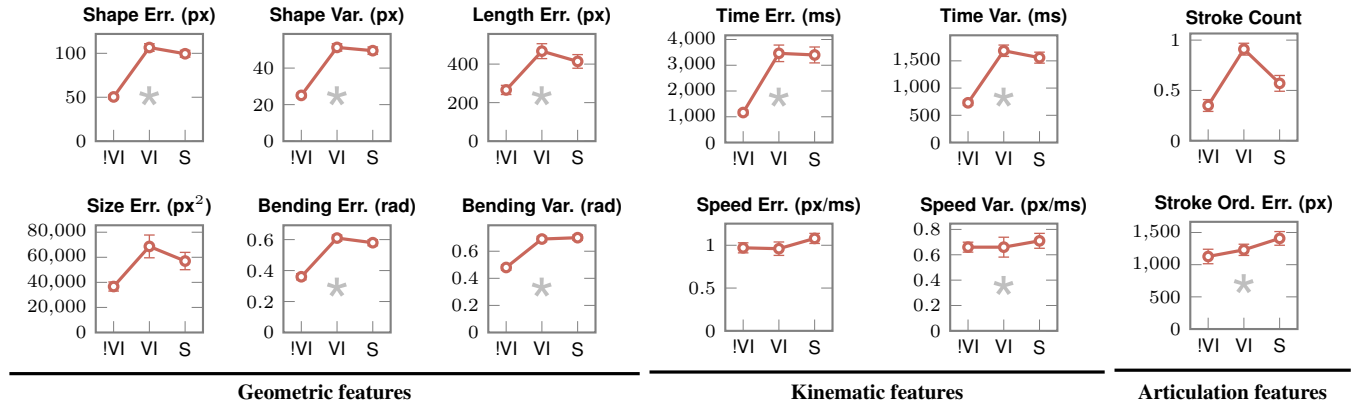 Shape Err. (px)
100
50
0
!VI VI S
Shape Var. (px)
40
20
0
!VI VI S
Length Err. (px)
400
200
0
!VI VI S
Time Err. (ms)
4,000
3,000
2,000
1,000
0
!VI VI S
Time Var. (ms)
1,500
1,000
500
0
!VI VI S
Stroke Count
1
0.5
0
!VI VI S
Size Err. (px²)
80,000
60,000
40,000
20,000
0
!VI VI S
Bending Err. (rad)
0.6
0.4
0.2
0
!VI VI S
Bending Var. (rad)
0.6
0.4
0.2
0
!VI VI S
Speed Err. (px/ms)
1
0.5
0
!VI VI S
Speed Var. (px/ms)
0.8
0.6
0.4
0.2
0
!VI VI S
Stroke Ord. Err. (px)
1,500
1,000
500
0
!VI VI S
Geometric features
Kinematic features
Articulation features